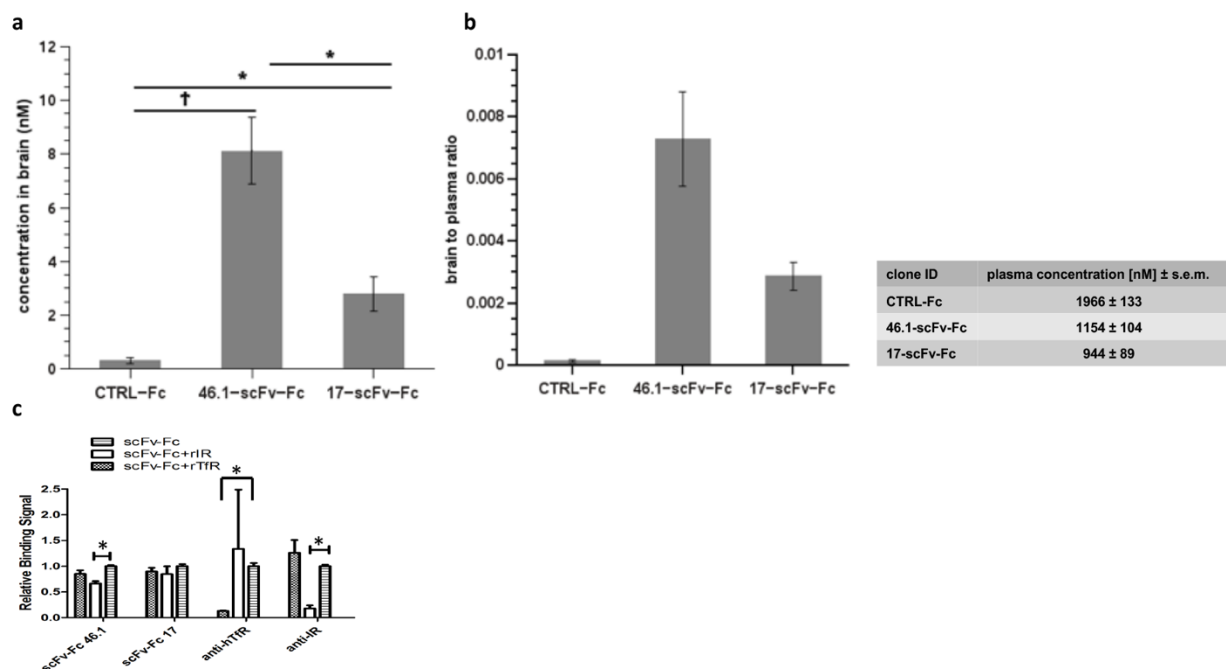 a
12
10
8
6
4
2
0
concentration in brain (nM)
*
*
†
CTRL–Fc 46.1–scFv–Fc 17–scFv–Fc
b
0.01
0.008
0.006
0.004
0.002
0
brain to plasma ratio
CTRL–Fc 46.1–scFv–Fc 17–scFv–Fc
clone ID plasma concentration [nM] ± s.e.m.
CTRL-Fc 1966 ± 133
46.1-scFv-Fc 1154 ± 104
17-scFv-Fc 944 ± 89
c
scFv-Fc
scFv-Fc+rIR
scFv-Fc+rTfR
2.5
2.0
1.5
1.0
0.5
0.0
Relative Binding Signal
*
*
*
scFv-Fc 46.1
scFv-Fc 17
anti-hTfR
anti-IR